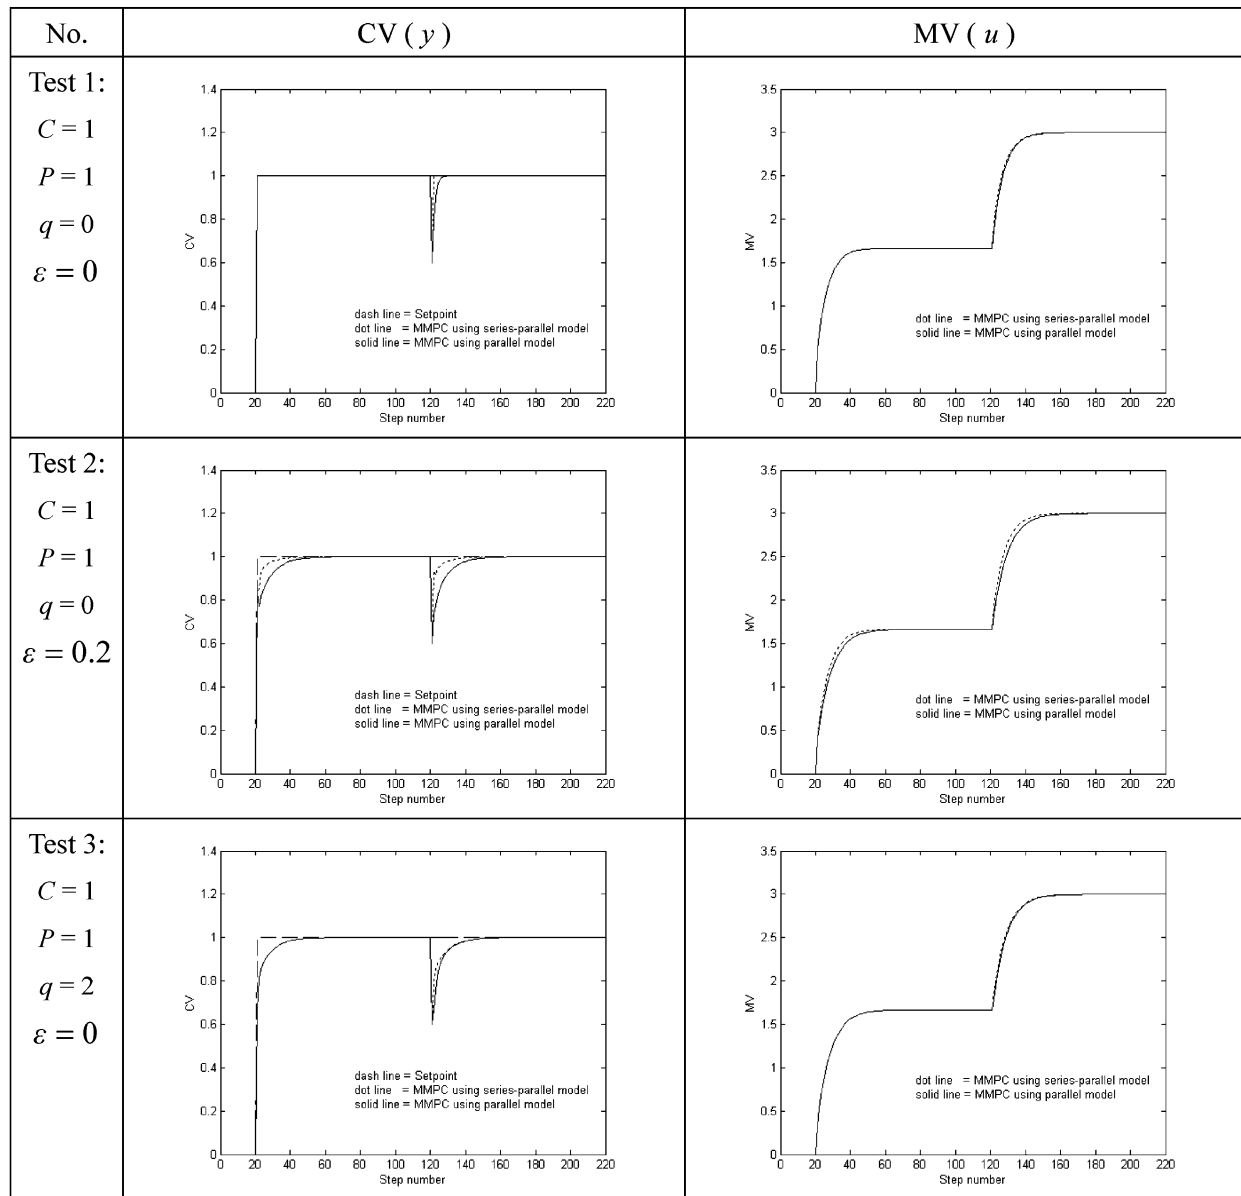 No.
CV ( y )
MV ( u )
Test 1:
C = 1
P = 1
q = 0
ε = 0
1.4
1.2
1
0.8
0.6
0.4
0.2
0
CV
dash line = Setpoint
dot line = MMPC using series-parallel model
solid line = MMPC using parallel model
0 20 40 60 80 100 120 140 160 180 200 220
Step number
3.5
3
2.5
2
1.5
1
0.5
0
MV
dot line = MMPC using series-parallel model
solid line = MMPC using parallel model
0 20 40 60 80 100 120 140 160 180 200 220
Step number
Test 2:
C = 1
P = 1
q = 0
ε = 0.2
1.4
1.2
1
0.8
0.6
0.4
0.2
0
CV
dash line = Setpoint
dot line = MMPC using series-parallel model
solid line = MMPC using parallel model
0 20 40 60 80 100 120 140 160 180 200 220
Step number
3.5
3
2.5
2
1.5
1
0.5
0
MV
dot line = MMPC using series-parallel model
solid line = MMPC using parallel model
0 20 40 60 80 100 120 140 160 180 200 220
Step number
Test 3:
C = 1
P = 1
q = 2
ε = 0
1.4
1.2
1
0.8
0.6
0.4
0.2
0
CV
dash line = Setpoint
dot line = MMPC using series-parallel model
solid line = MMPC using parallel model
0 20 40 60 80 100 120 140 160 180 200 220
Step number
3.5
3
2.5
2
1.5
1
0.5
0
MV
dot line = MMPC using series-parallel model
solid line = MMPC using parallel model
0 20 40 60 80 100 120 140 160 180 200 220
Step number